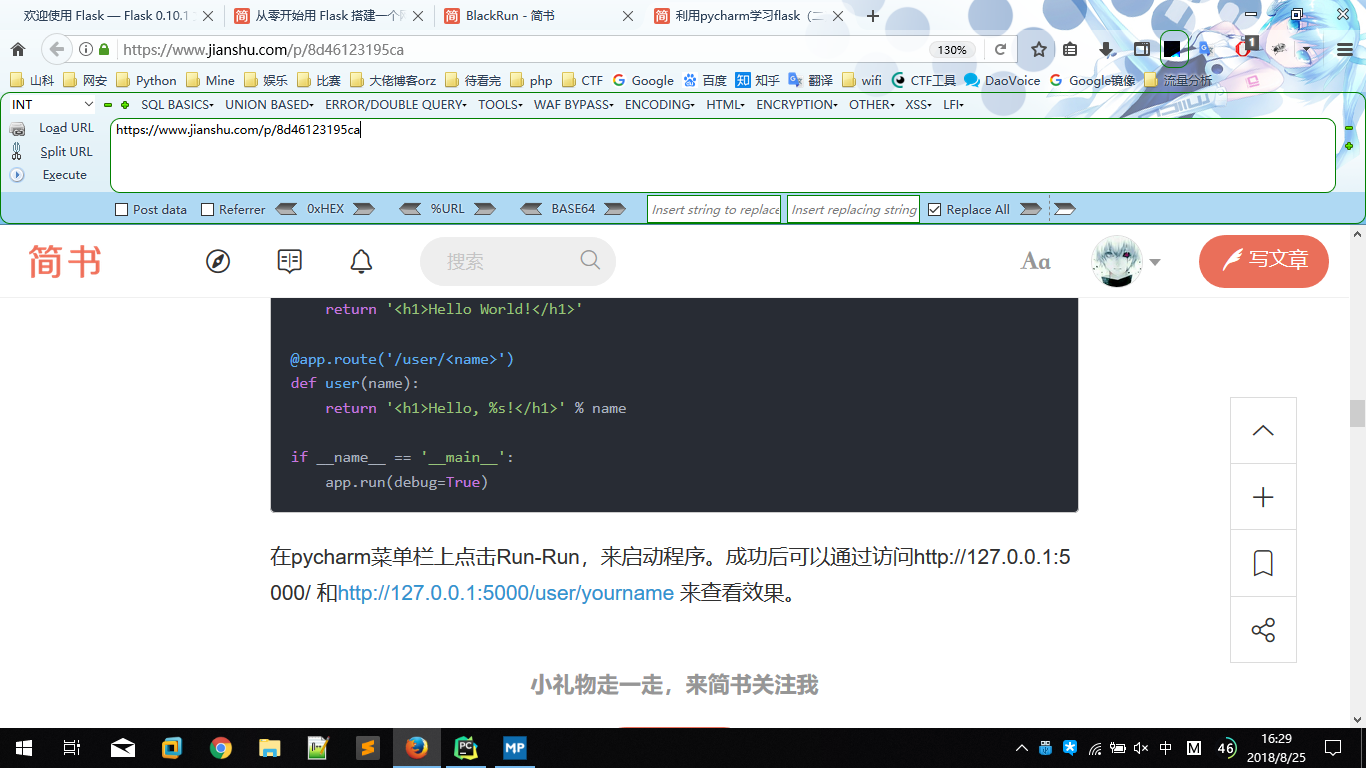 欢迎使用 Flask — Flask 0.10.1
从零开始用 Flask 搭建一个
BlackRun - 简书
利用pycharm学习flask（二
https://www.jianshu.com/p/8d46123195ca
130%
1
山科 网安 Python Mine 娱乐 比赛 大佬博客orz 待看完 php CTF Google 百度 知乎 翻译 wifi CTF工具 DaoVoice Google镜像 流量分析
INT SQL BASICS UNION BASED ERROR/DOUBLE QUERY TOOLS WAF BYPASS ENCODING HTML ENCRYPTION OTHER XSS LFI
Load URL
https://www.jianshu.com/p/8d46123195ca
Split URL
Execute
Post data Referrer 0xHEX %URL BASE64 Insert string to replace Insert replacing string Replace All
简书
搜索
Aa
写文章
return '<h1>Hello World!</h1>'
@app.route('/user/<name>')
def user(name):
return '<h1>Hello, %s!</h1>' % name
if __name__ == '__main__':
app.run(debug=True)
在pycharm菜单栏上点击Run-Run，来启动程序。成功后可以通过访问http://127.0.0.1:5
000/ 和http://127.0.0.1:5000/user/yourname 来查看效果。
小礼物走一走，来简书关注我
PC
MP
中
M
46
16:29
2018/8/25